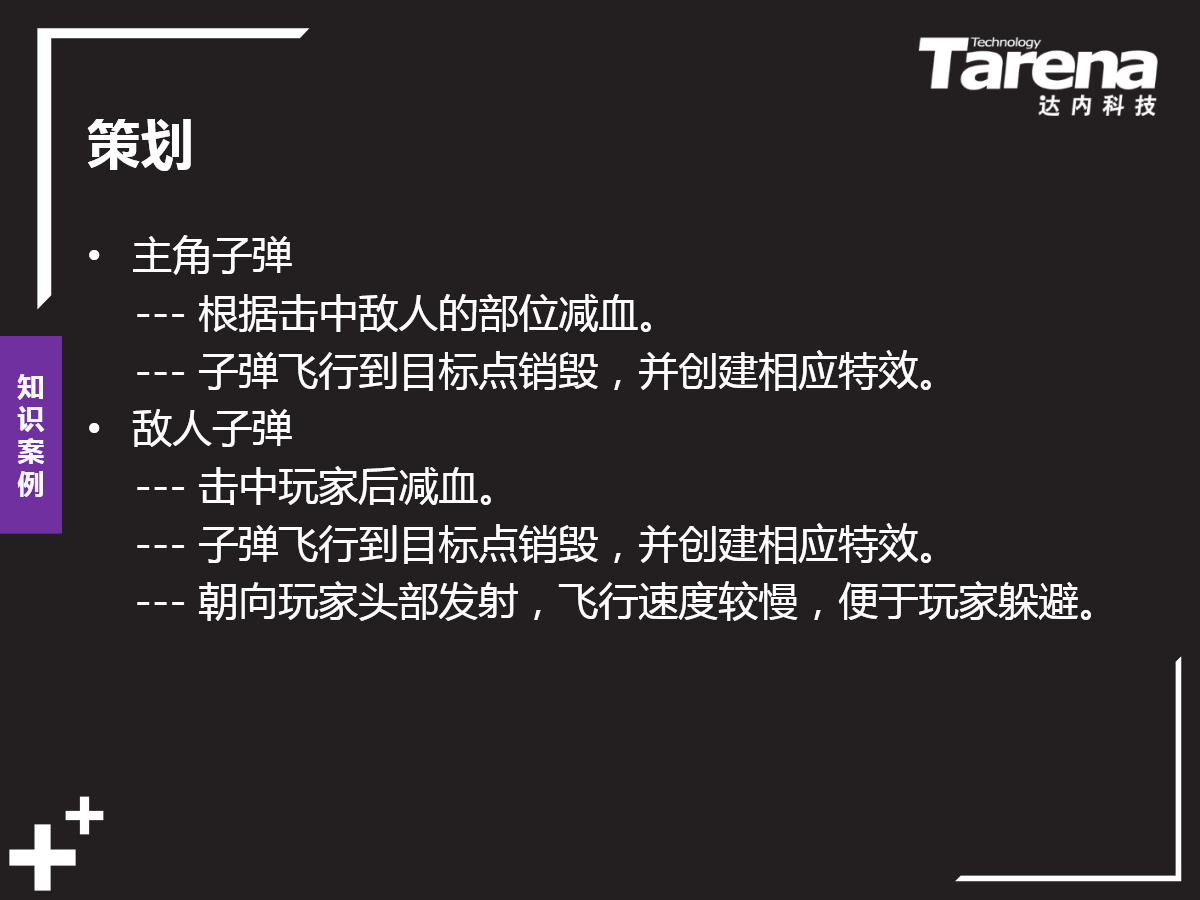 Technology
Tarena
达内科技
策划
• 主角子弹
--- 根据击中敌人的部位减血。
--- 子弹飞行到目标点销毁，并创建相应特效。
• 敌人子弹
--- 击中玩家后减血。
--- 子弹飞行到目标点销毁，并创建相应特效。
--- 朝向玩家头部发射，飞行速度较慢，便于玩家躲避。
知
识
案
例